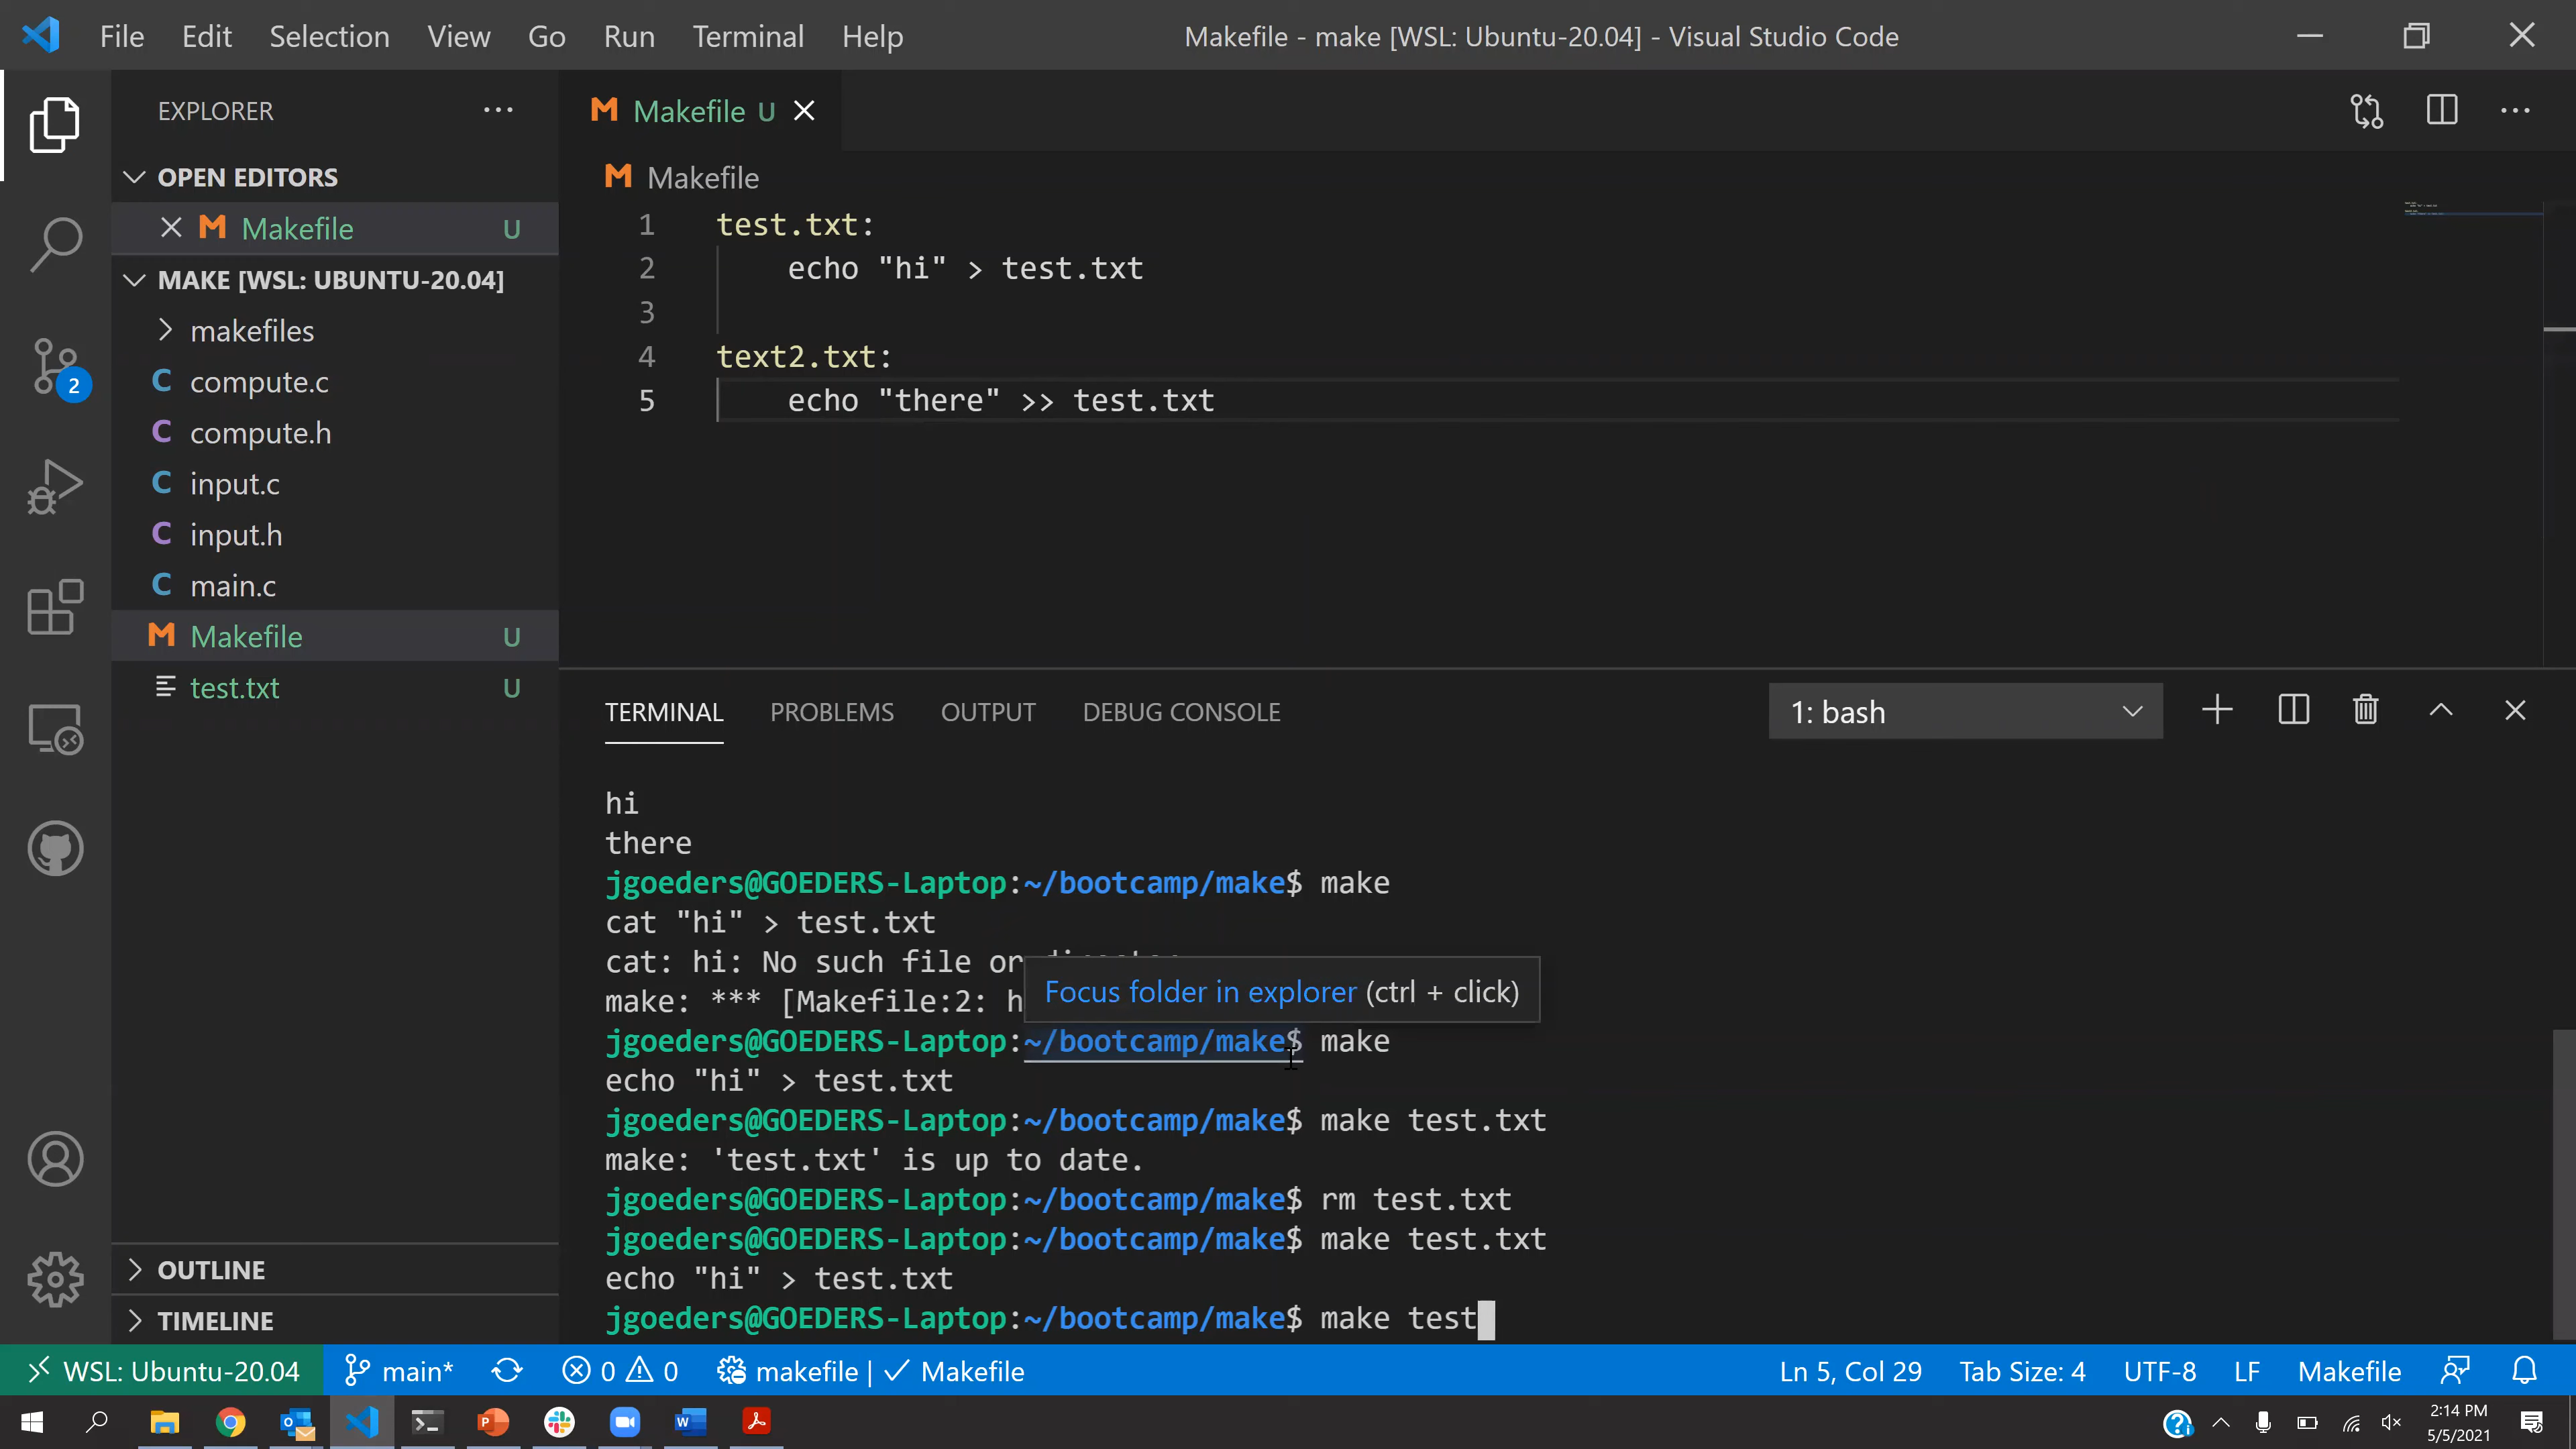 File Edit Selection View Go Run Terminal Help Makefile - make [WSL: Ubuntu-20.04] - Visual Studio Code
EXPLORER
OPEN EDITORS
Makefile U
MAKE [WSL: UBUNTU-20.04]
makefiles
C compute.c
C compute.h
C input.c
C input.h
C main.c
M Makefile U
test.txt U
OUTLINE
TIMELINE
2
M Makefile U
M Makefile
1 test.txt:
2 echo "hi" > test.txt
3
4 text2.txt:
5 echo "there" >> test.txt
TERMINAL PROBLEMS OUTPUT DEBUG CONSOLE 1: bash
hi
there
jgoeders@GOEDERS-Laptop:~/bootcamp/make$ make
cat "hi" > test.txt
cat: hi: No such file or
make: *** [Makefile:2: h
Focus folder in explorer (ctrl + click)
jgoeders@GOEDERS-Laptop:~/bootcamp/make$ make
echo "hi" > test.txt
jgoeders@GOEDERS-Laptop:~/bootcamp/make$ make test.txt
make: 'test.txt' is up to date.
jgoeders@GOEDERS-Laptop:~/bootcamp/make$ rm test.txt
jgoeders@GOEDERS-Laptop:~/bootcamp/make$ make test.txt
echo "hi" > test.txt
jgoeders@GOEDERS-Laptop:~/bootcamp/make$ make test
WSL: Ubuntu-20.04 main* 0 0 makefile | Makefile Ln 5, Col 29 Tab Size: 4 UTF-8 LF Makefile
2:14 PM
5/5/2021